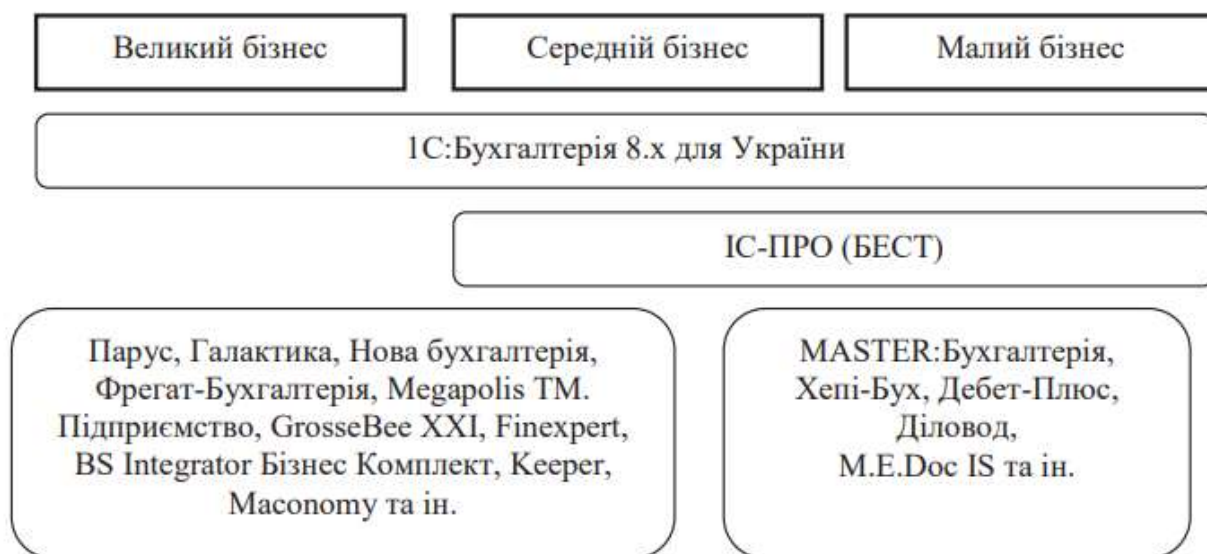 Великий бізнес
Середній бізнес
Малий бізнес
1С:Бухгалтерія 8.x для України
ІС-ПРО (БЕСТ)
Парус, Галактика, Нова бухгалтерія,
Фрегат-Бухгалтерія, Megapolis TM.
Підприємство, GrosseBee XXI, Finexpert,
BS Integrator Бізнес Комплект, Keeper,
Maconomy та ін.
MASTER:Бухгалтерія,
Хепі-Бух, Дебет-Плюс,
Діловод,
M.E.Doc IS та ін.